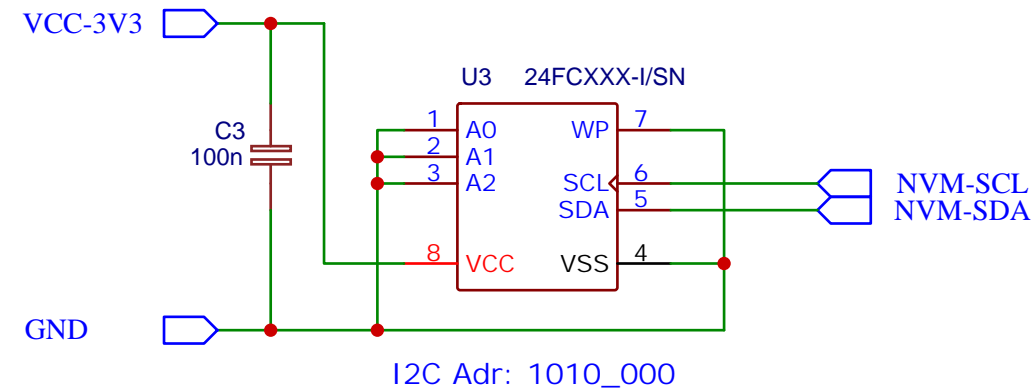 VCC-3V3
U3 24FCXXX-I/SN
C3
100n
1 A0 WP 7
2 A1
3 A2 SCL 6
SDA 5
8 VCC VSS 4
NVM-SCL
NVM-SDA
GND
I2C Adr: 1010_000